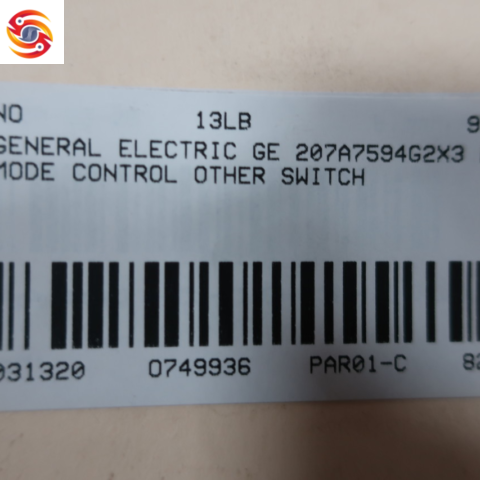 NO 13LB 9
GENERAL ELECTRIC GE 207A7594G2X3
MODE CONTROL OTHER SWITCH
031320 0749936 PAR01-C 82